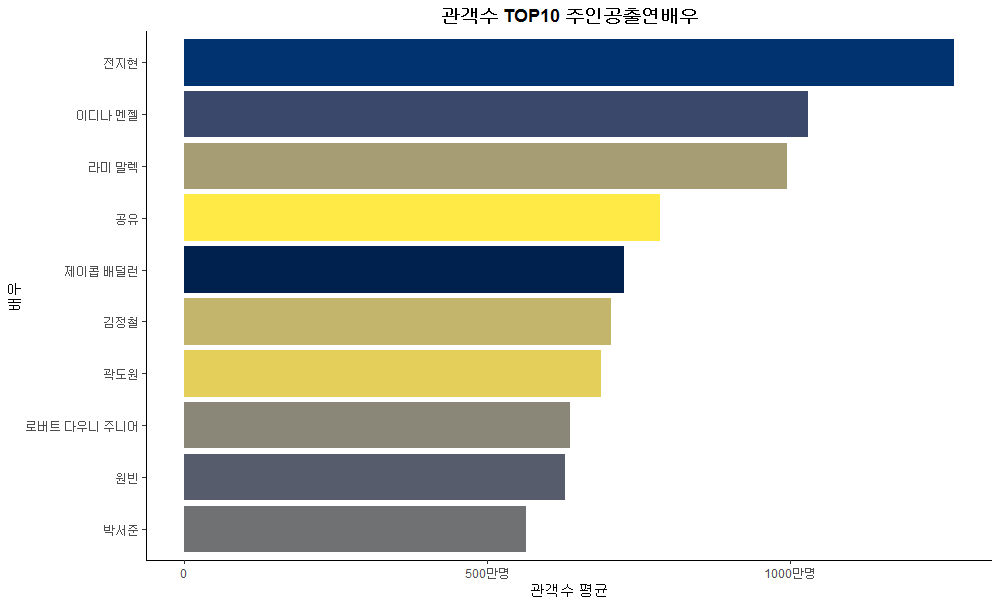 관객수 TOP10 주인공출연배우
전지현
이디나 멘젤
라미 말렉
공유
제이콥 배덜런
김정철
곽도원
로버트 다우니 주니어
원빈
박서준
배우
0
500만명
1000만명
관객수 평균